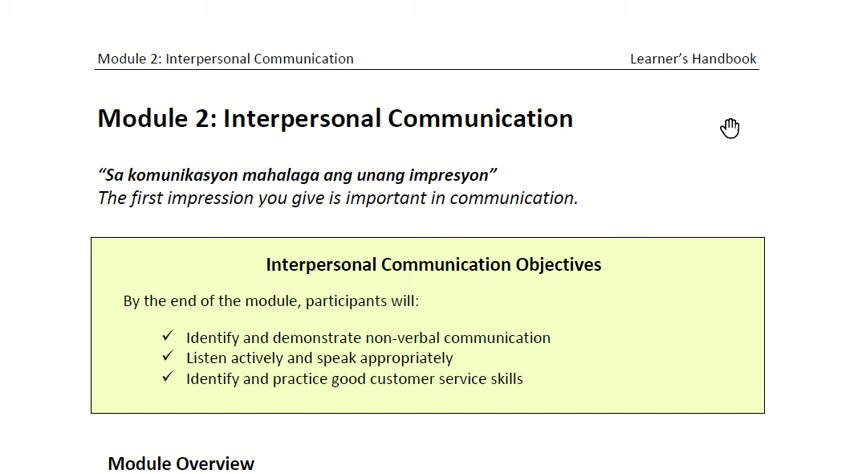 Module 2: Interpersonal Communication Learner's Handbook
Module 2: Interpersonal Communication
“Sa komunikasyon mahalaga ang unang impresyon”
The first impression you give is important in communication.
Interpersonal Communication Objectives
By the end of the module, participants will:
✓ Identify and demonstrate non-verbal communication
✓ Listen actively and speak appropriately
✓ Identify and practice good customer service skills
Module Overview